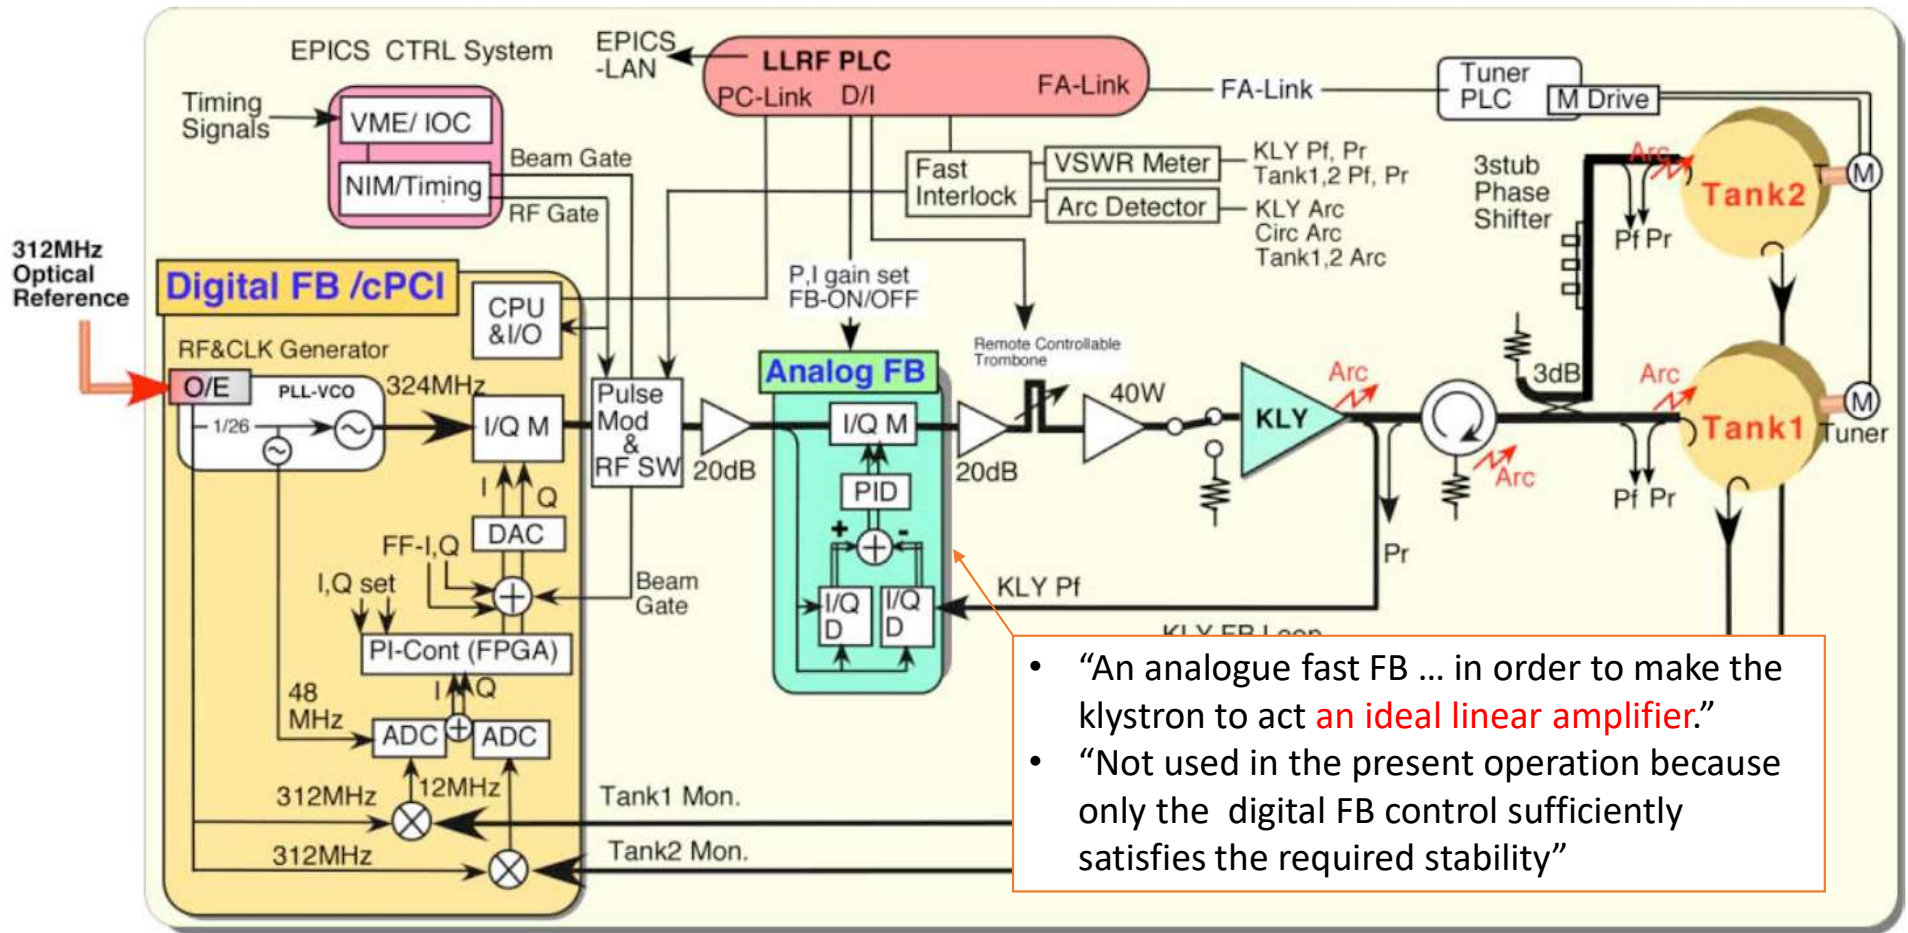 EPICS CTRL System
EPICS
-LAN
LLRF PLC
PC-Link D/I
FA-Link
FA-Link
Tuner
PLC
M Drive
Timing
Signals
VME/ IOC
NIM/Timing
Beam Gate
RF Gate
Fast
Interlock
VSWR Meter
Arc Detector
KLY Pf, Pr
Tank1,2 Pf, Pr
KLY Arc
Circ Arc
Tank1,2 Arc
3stub
Phase
Shifter
Arc
Tank2
T
M
Pf Pr
312MHz
Optical
Reference
Digital FB /cPCI
CPU
&I/O
P,I gain set
FB-ON/OFF
Remote Controllable
Trombone
RF&CLK Generator
O/E
PLL-VCO
1/26
324MHz
I/Q M
Pulse
Mod
&
RF SW
20dB
Analog FB
I/Q M
PID
+
-
I/Q
D
I/Q
D
20dB
40W
KLY
Arc
Arc
3dB
Arc
Tank1
M
Tuner
Pf Pr
Pr
I
Q
DAC
FF-I,Q
I,Q set
Beam
Gate
PI-Cont (FPGA)
I
Q
48
MHz
ADC
ADC
312MHz
12MHz
312MHz
Tank1 Mon.
Tank2 Mon.
KLY Pf
KLY FB Loop
• “An analogue fast FB ... in order to make the
klystron to act an ideal linear amplifier.”
• “Not used in the present operation because
only the digital FB control sufficiently
satisfies the required stability”